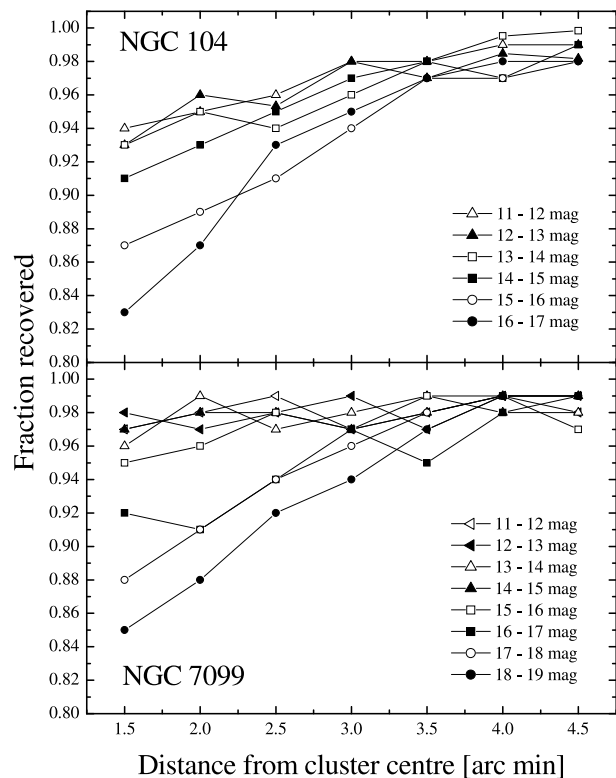 NGC 104
1.00
0.98
0.96
0.94
0.92
0.90
0.88
0.86
0.84
0.82
0.80
11 - 12 mag
12 - 13 mag
13 - 14 mag
14 - 15 mag
15 - 16 mag
16 - 17 mag
Fraction recovered
1.00
0.98
0.96
0.94
0.92
0.90
0.88
0.86
0.84
0.82
0.80
11 - 12 mag
12 - 13 mag
13 - 14 mag
14 - 15 mag
15 - 16 mag
16 - 17 mag
17 - 18 mag
18 - 19 mag
NGC 7099
1.5 2.0 2.5 3.0 3.5 4.0 4.5
Distance from cluster centre [arc min]